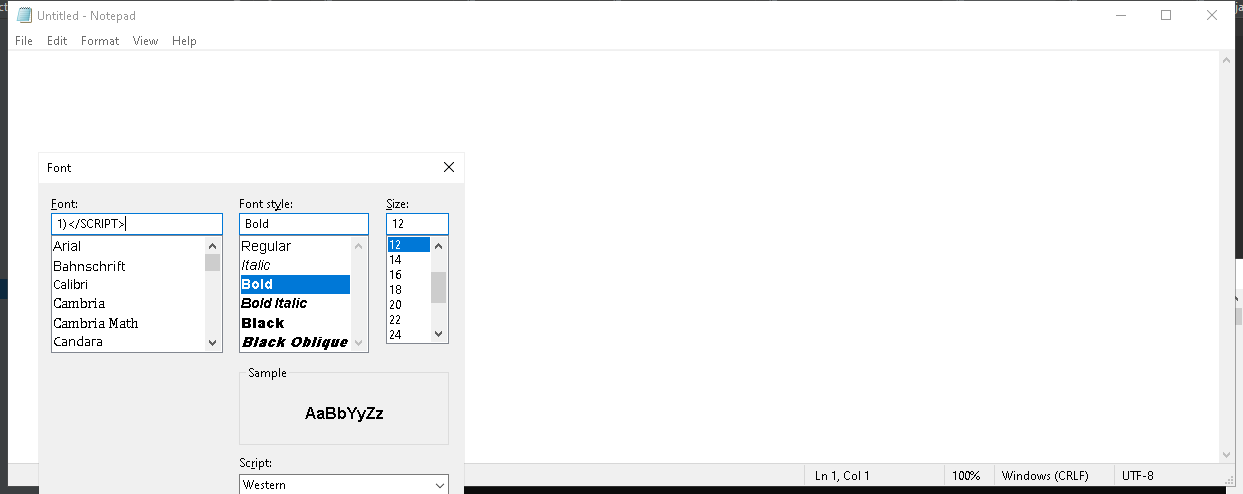 Untitled - Notepad
File Edit Format View Help
Font
Font: Font style: Size:
1)</SCRIPT> Bold 12
Arial Regular 12
Bahnschrift Italic 14
Calibri Bold 16
Cambria Bold Italic 18
Cambria Math Black 20
Candara Black Oblique 22
24
Sample
AaBbYyZz
Script:
Western
Ln 1, Col 1 100% Windows (CRLF) UTF-8